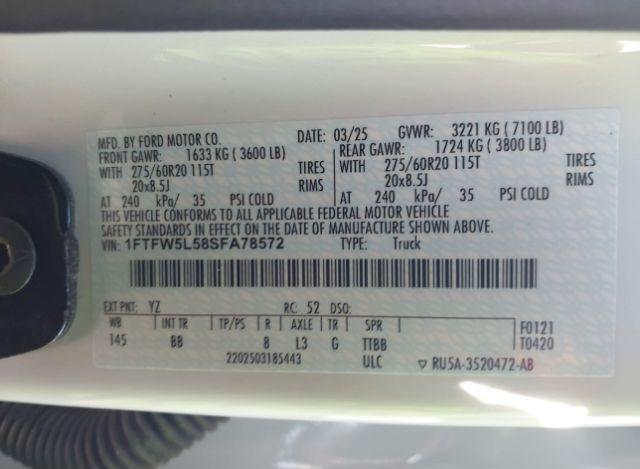 MFD. BY FORD MOTOR CO. DATE: 03/25 GVWR: 3221 KG ( 7100 LB)
FRONT GAWR: 1633 KG ( 3600 LB) REAR GAWR: 1724 KG ( 3800 LB)
WITH 275/60R20 115T TIRES WITH 275/60R20 115T TIRES
20x8.5J RIMS 20x8.5J RIMS
AT 240 kPa/ 35 PSI COLD AT 240 kPa/ 35 PSI COLD
THIS VEHICLE CONFORMS TO ALL APPLICABLE FEDERAL MOTOR VEHICLE
SAFETY STANDARDS IN EFFECT ON THE DATE OF MANUFACTURE SHOWN ABOVE.
VIN: 1FTFW5L58SFA78572 TYPE: Truck
EXT PNT: YZ RC: 52 DSO:
WB INT TR TP/PS R AXLE TR SPR F0121
145 BB 8 L3 G TTBB T0420
2202503185443 ULC ▽ RU5A-3520472-AB